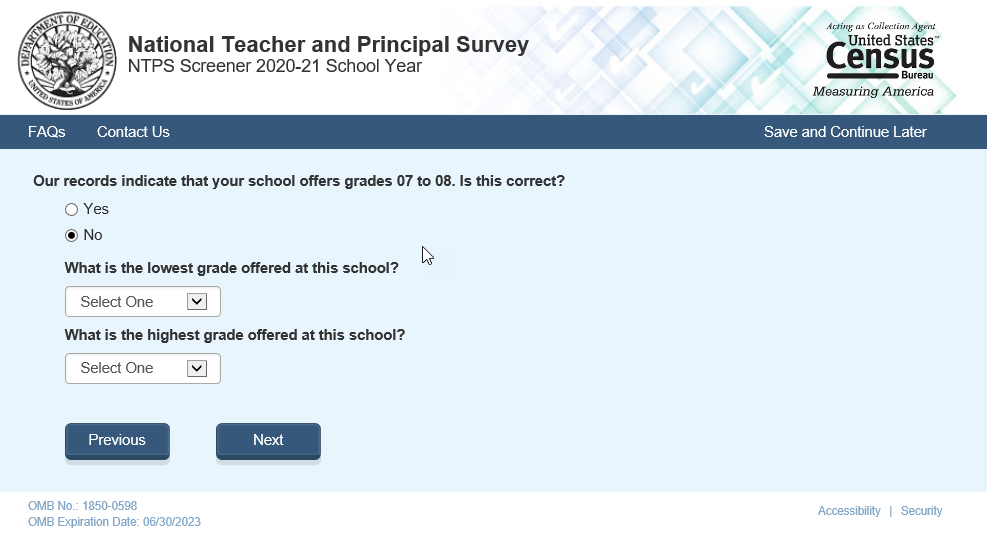 DEPARTMENT OF EDUCATION
UNITED STATES OF AMERICA
National Teacher and Principal Survey
NTPS Screener 2020-21 School Year
Acting as Collection Agent
United States™
Census
Bureau
Measuring America
FAQs Contact Us Save and Continue Later
Our records indicate that your school offers grades 07 to 08. Is this correct?
Yes
No
What is the lowest grade offered at this school?
Select One
What is the highest grade offered at this school?
Select One
Previous Next
OMB No.: 1850-0598
OMB Expiration Date: 06/30/2023
Accessibility | Security